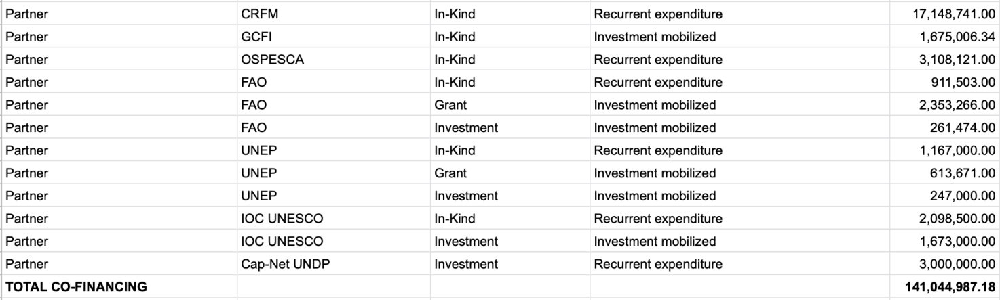 Partner CRFM In-Kind Recurrent expenditure 17,148,741.00
Partner GCFI In-Kind Investment mobilized 1,675,006.34
Partner OSPESCA In-Kind Recurrent expenditure 3,108,121.00
Partner FAO In-Kind Recurrent expenditure 911,503.00
Partner FAO Grant Investment mobilized 2,353,266.00
Partner FAO Investment Investment mobilized 261,474.00
Partner UNEP In-Kind Recurrent expenditure 1,167,000.00
Partner UNEP Grant Investment mobilized 613,671.00
Partner UNEP Investment Investment mobilized 247,000.00
Partner IOC UNESCO In-Kind Recurrent expenditure 2,098,500.00
Partner IOC UNESCO Investment Investment mobilized 1,673,000.00
Partner Cap-Net UNDP Investment Recurrent expenditure 3,000,000.00
TOTAL CO-FINANCING 141,044,987.18